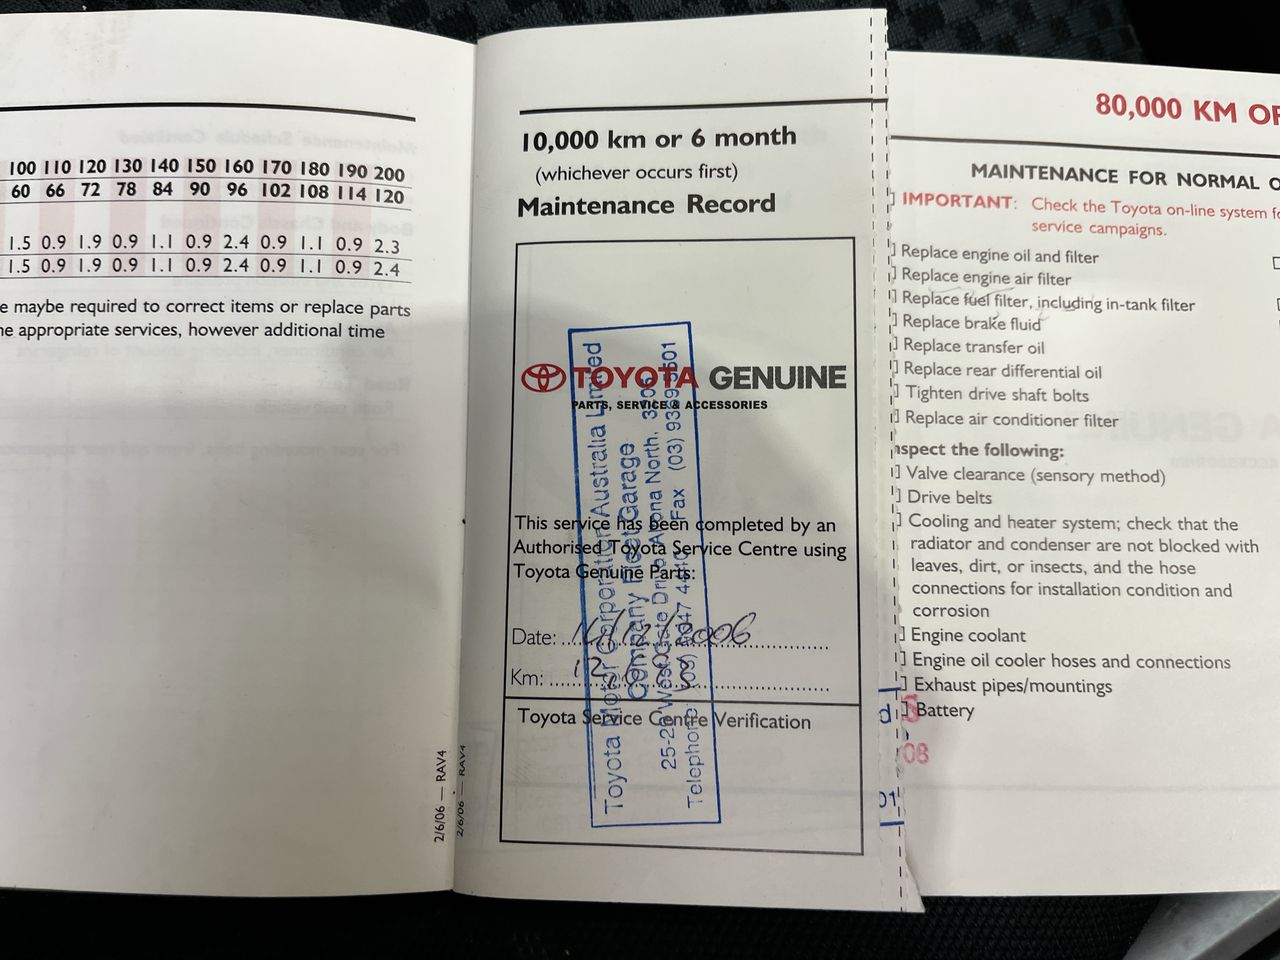 100 110 120 130 140 150 160 170 180 190 200
60 66 72 78 84 90 96 102 108 114 120
1.5 0.9 1.9 0.9 1.1 0.9 2.4 0.9 1.1 0.9 2.3
1.5 0.9 1.9 0.9 1.1 0.9 2.4 0.9 1.1 0.9 2.4
e maybe required to correct items or replace parts
ne appropriate services, however additional time
2/6/06 — RAV4
2/6/06 — RAV4
10,000 km or 6 month
(whichever occurs first)
Maintenance Record
TOYOTA GENUINE
PARTS, SERVICE & ACCESSORIES
This service has been completed by an
Authorised Toyota Service Centre using
Toyota Genuine Parts:
Date:
Km:
Toyota Service Centre Verification
Toyota Motor Corporation Australia Limited
Company Fleet Garage
Drive Altona North,
Telephone Fax (03)
80,000 KM OR
MAINTENANCE FOR NORMAL O
IMPORTANT: Check the Toyota on-line system fo
service campaigns.
Replace engine oil and filter
Replace engine air filter
Replace fuel filter, including in-tank filter
Replace brake fluid
Replace transfer oil
Replace rear differential oil
Tighten drive shaft bolts
Replace air conditioner filter
nspect the following:
Valve clearance (sensory method)
Drive belts
Cooling and heater system; check that the
radiator and condenser are not blocked with
leaves, dirt, or insects, and the hose
connections for installation condition and
corrosion
Engine coolant
Engine oil cooler hoses and connections
Exhaust pipes/mountings
Battery
d
08
01